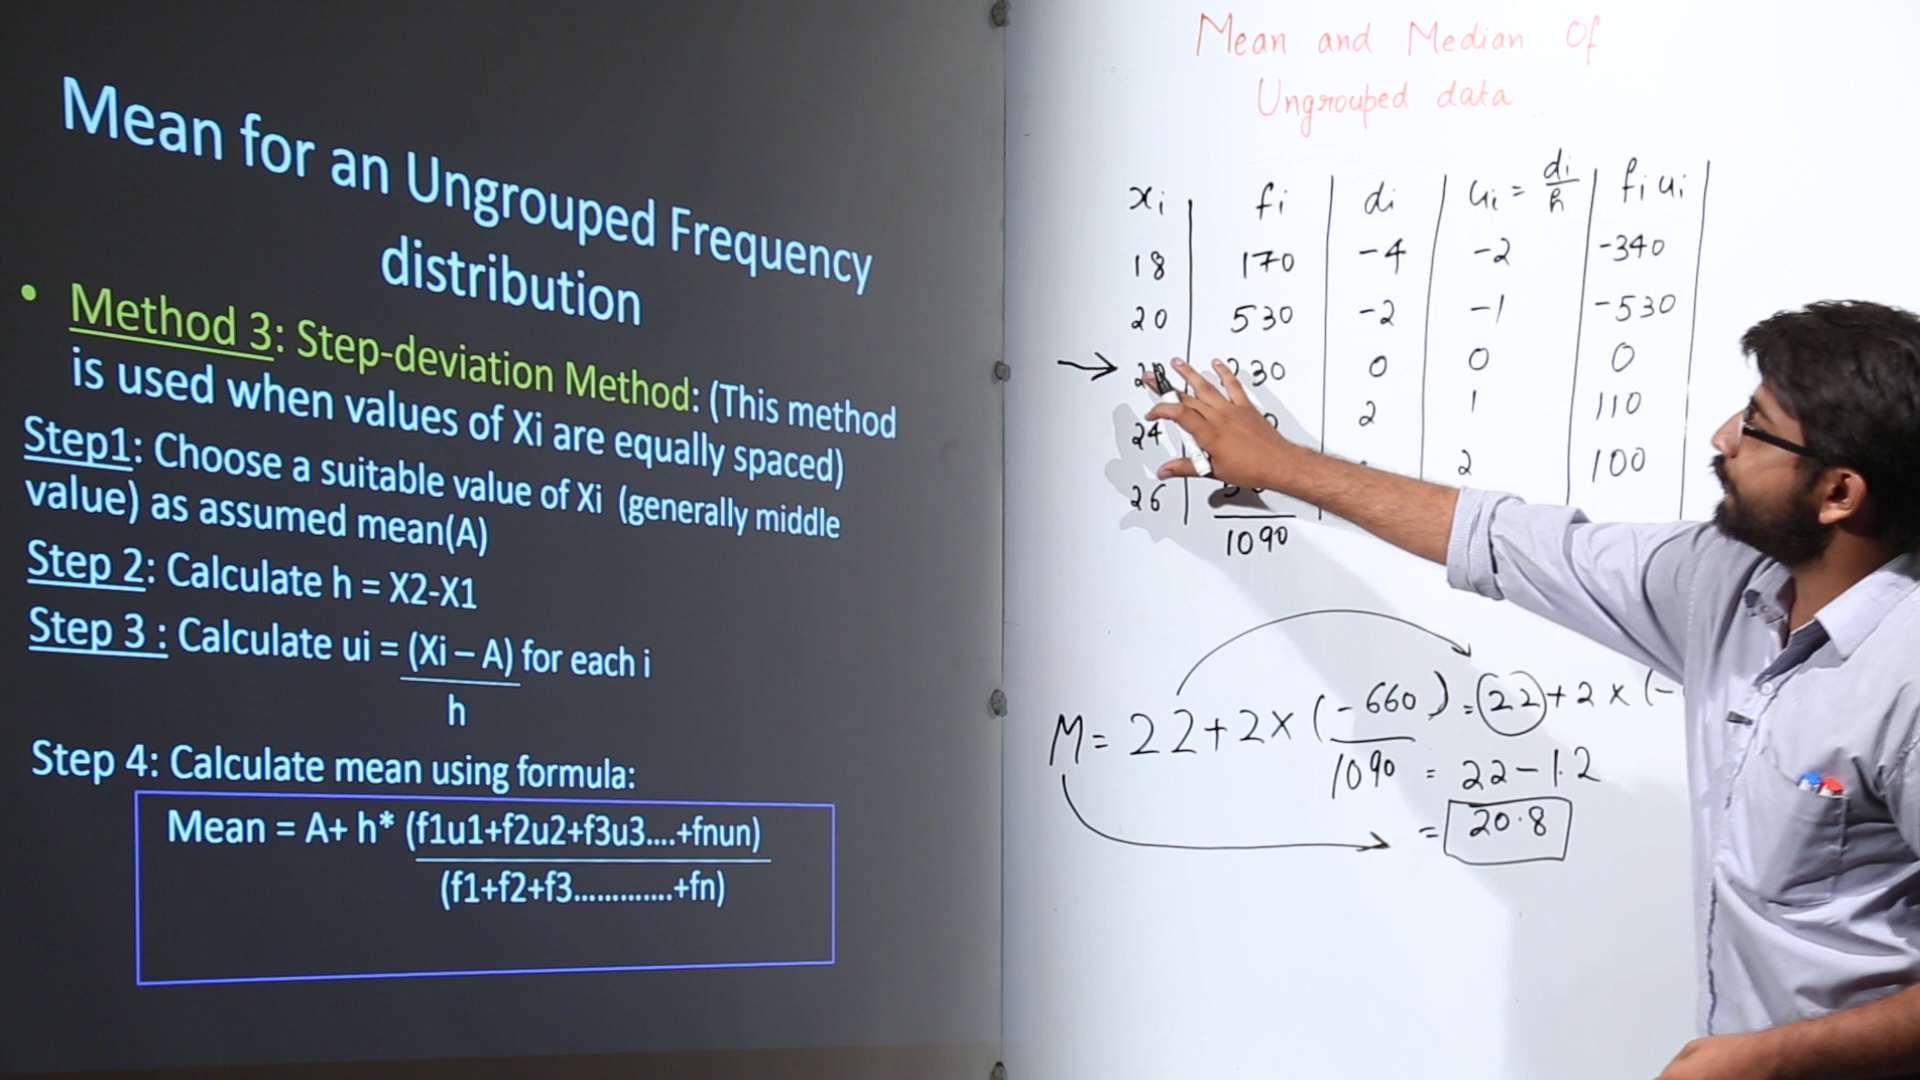 Mean for an Ungrouped Frequency
distribution
• Method 3: Step-deviation Method: (This method
is used when values of Xi are equally spaced)
Step1: Choose a suitable value of Xi (generally middle
value) as assumed mean(A)
Step 2: Calculate h = X2-X1
Step 3 : Calculate ui = (Xi – A) for each i
h
Step 4: Calculate mean using formula:
Mean = A+ h* (f1u1+f2u2+f3u3....+fnun)
(f1+f2+f3.............+fn)
Mean and Median Of
Ungrouped data
xi fi di ui = di/h fiui
18 170 -4 -2 -340
20 530 -2 -1 -530
→ 30 0 0 0
24 2 1 110
26 2 100
1090
M = 22 + 2 × (-660/1090) = 22 + 2 × (-
= 22 - 1.2
= 20.8